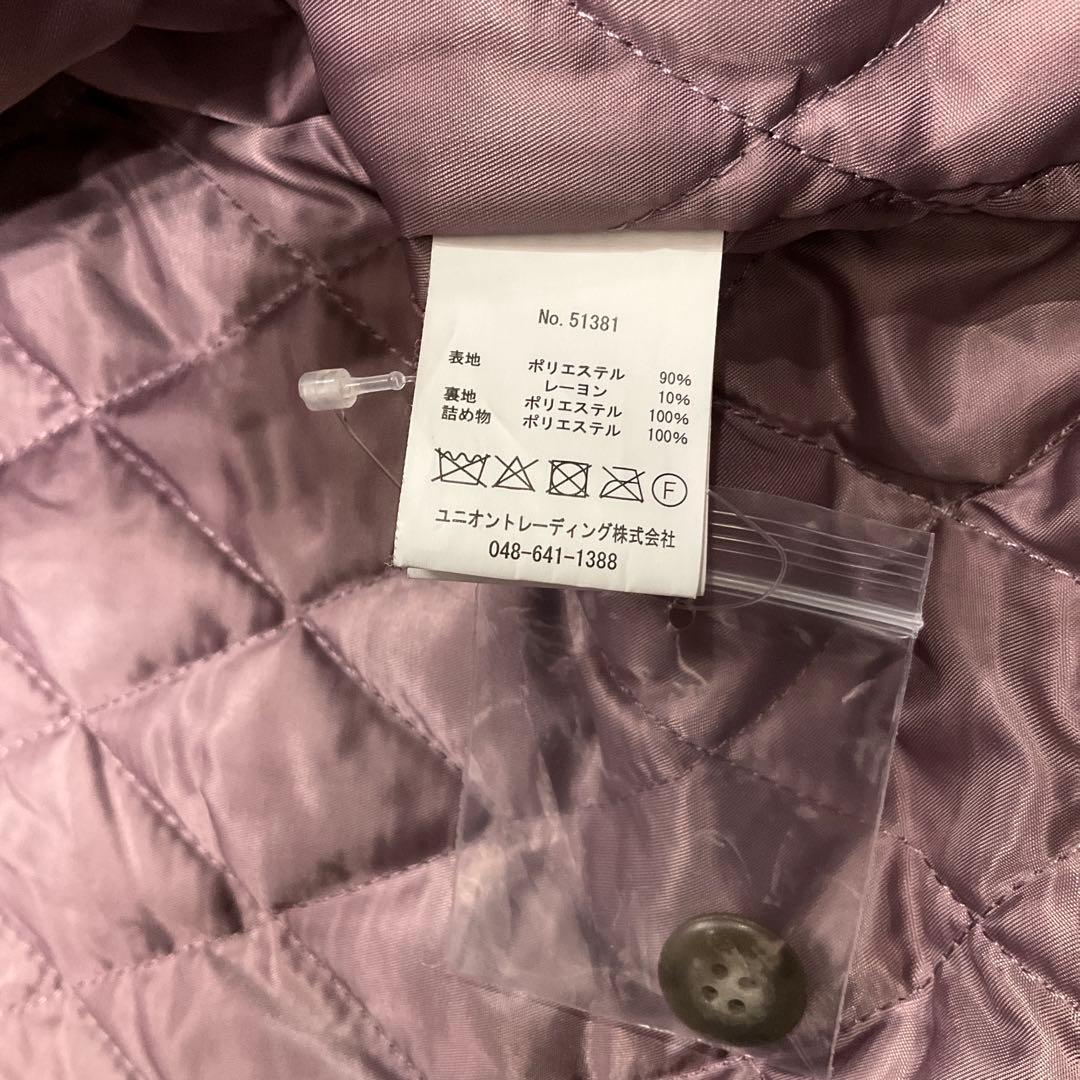 No. 51381
表地 ポリエステル 90%
レーヨン 10%
裏地 ポリエステル 100%
詰め物 ポリエステル 100%
F
ユニオントレーディング株式会社
048-641-1388